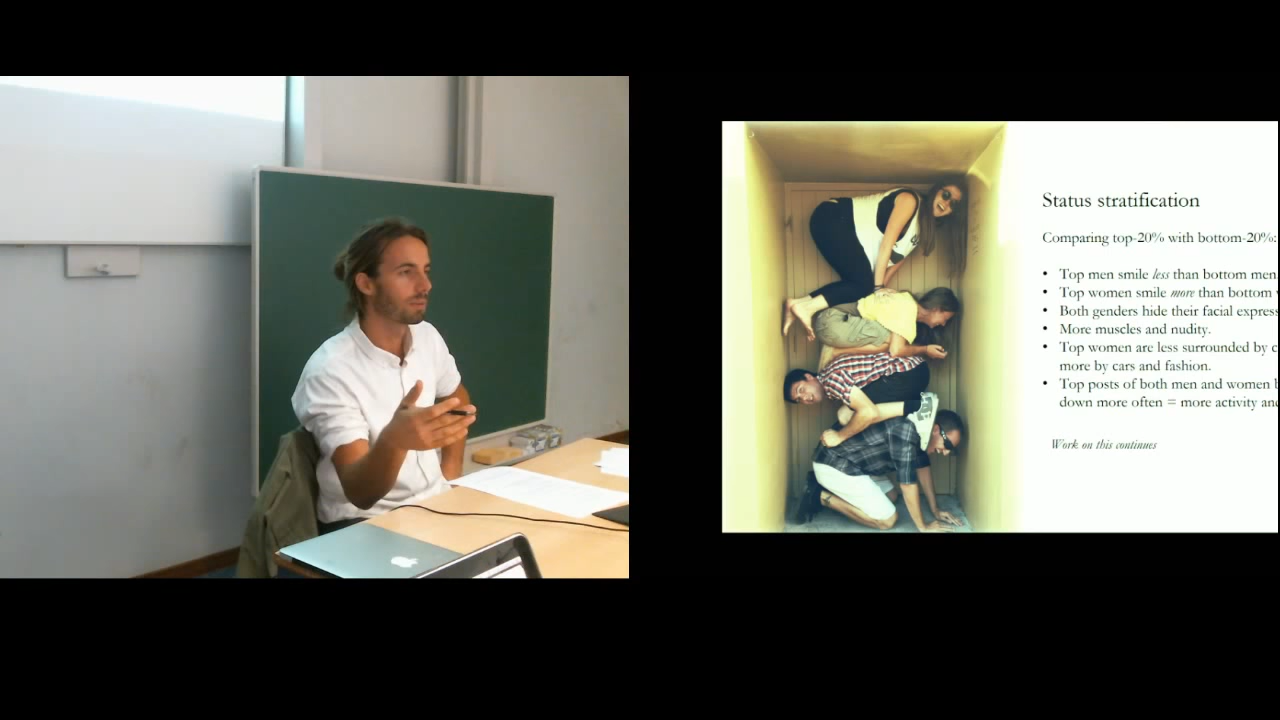 Status stratification
Comparing top-20% with bottom-20%:
• Top men smile less than bottom men
• Top women smile more than bottom
• Both genders hide their facial
• More muscles and nudity.
• Top women are less surrounded by
more by cars and fashion.
• Top posts of both men and women
down more often = more activity
Work on this continues